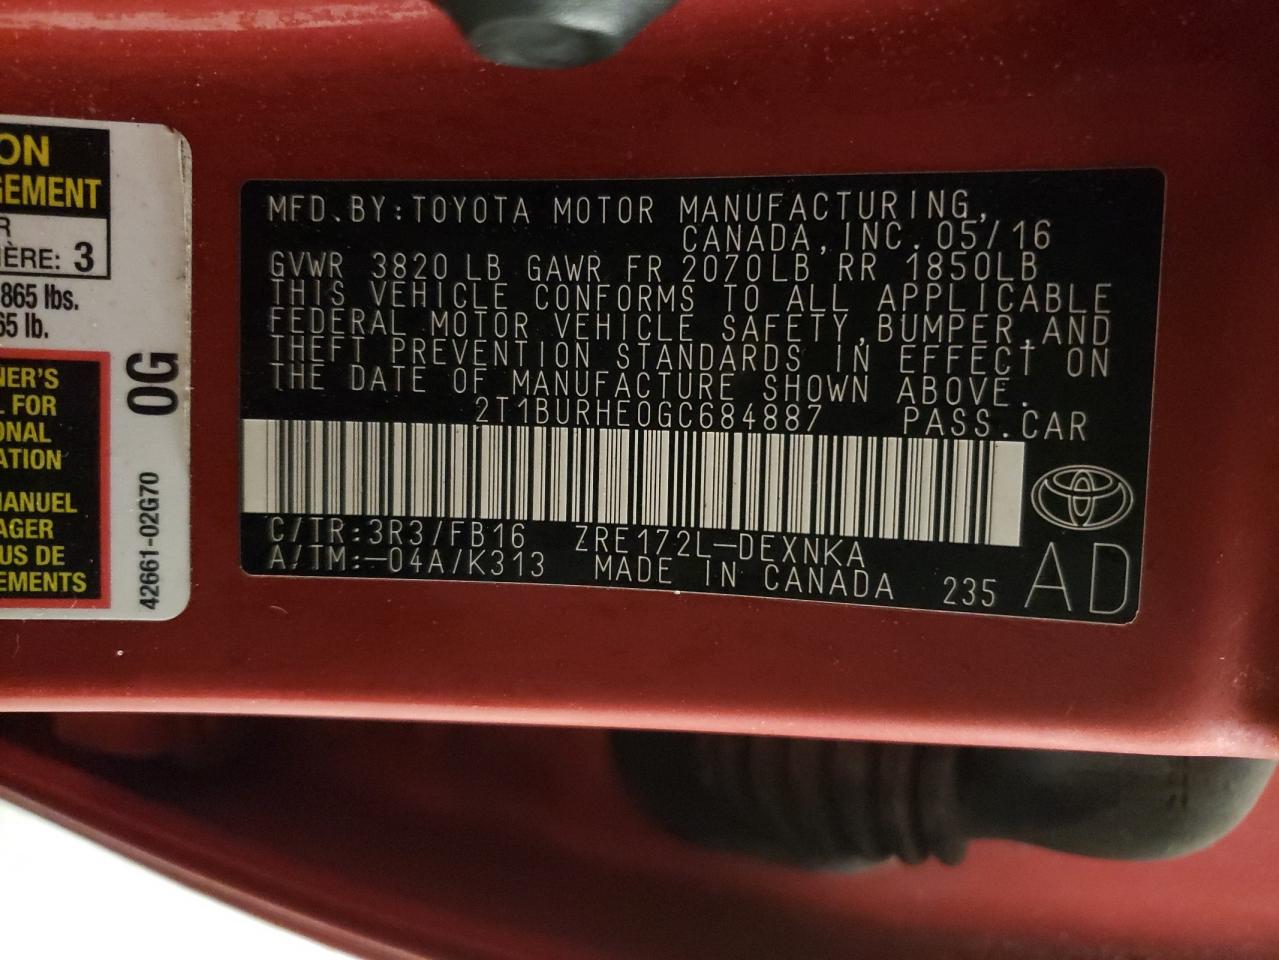 ON
GEMENT
R
IÈRE: 3
865 lbs.
65 lb.
NER'S
L FOR
ONAL
ATION
MANUEL
AGER
US DE
EMENTS
0G
42661-02G70
MFD.BY:TOYOTA MOTOR MANUFACTURING,
CANADA,INC. 05/16
GVWR 3820LB GAWR FR 2070LB RR 1850LB
THIS VEHICLE CONFORMS TO ALL APPLICABLE
FEDERAL MOTOR VEHICLE SAFETY,BUMPER,AND
THEFT PREVENTION STANDARDS IN EFFECT ON
THE DATE OF MANUFACTURE SHOWN ABOVE.
2T1BURHE0GC684887 PASS.CAR
C/TR:3R3/FB16 ZRE172L-DEXNKA
A/TM:-04A/K313 MADE IN CANADA 235 AD